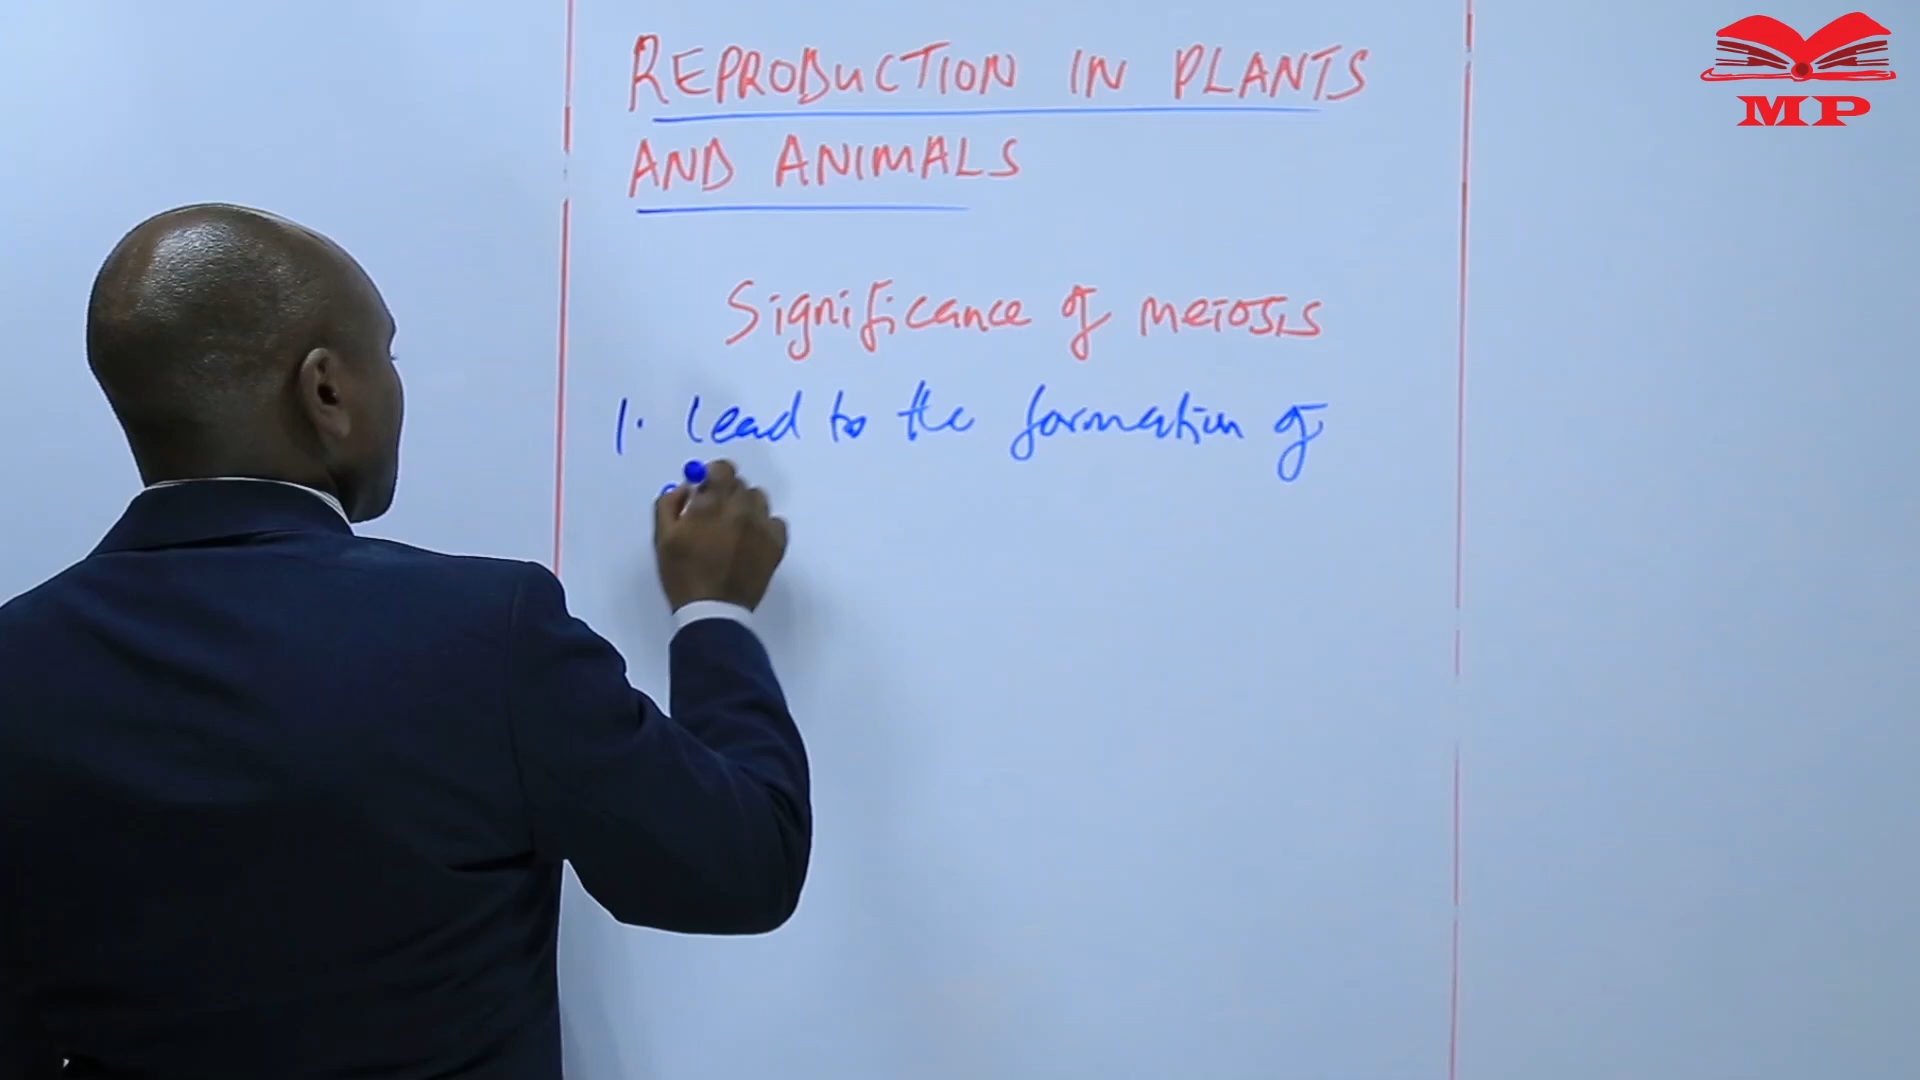 REPRODUCTION IN PLANTS
AND ANIMALS
Significance of meiosis
1. Lead to the formation of
MP